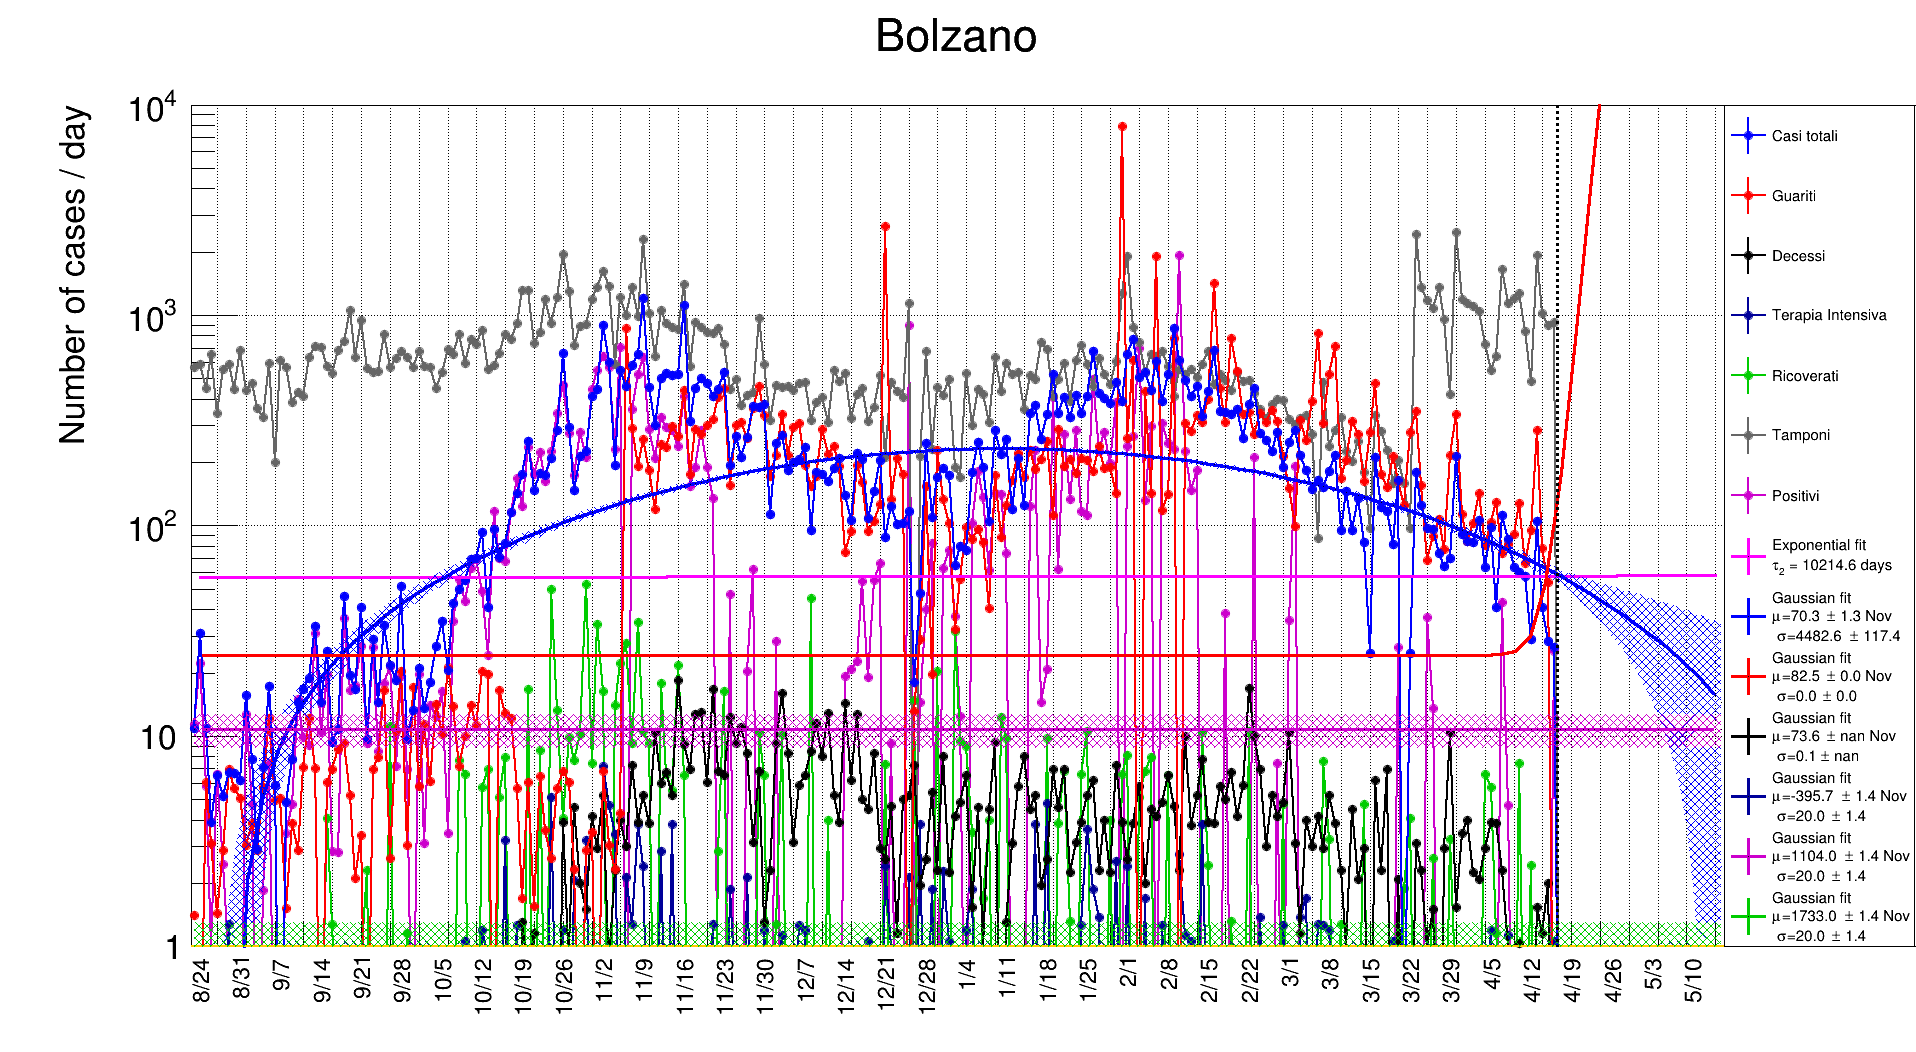 Bolzano
Number of cases / day
10⁴
10³
10²
10
1
8/24 8/31 9/7 9/14 9/21 9/28 10/5 10/12 10/19 10/26 11/2 11/9 11/16 11/23 11/30 12/7 12/14 12/21 12/28 1/4 1/11 1/18 1/25 2/1 2/8 2/15 2/22 3/1 3/8 3/15 3/22 3/29 4/5 4/12 4/19 4/26 5/3 5/10
Casi totali
Guariti
Decessi
Terapia Intensiva
Ricoverati
Tamponi
Positivi
Exponential fit
τ₂ = 10214.6 days
Gaussian fit
μ=70.3 ± 1.3 Nov
σ=4482.6 ± 117.4
Gaussian fit
μ=82.5 ± 0.0 Nov
σ=0.0 ± 0.0
Gaussian fit
μ=73.6 ± nan Nov
σ=0.1 ± nan
Gaussian fit
μ=-395.7 ± 1.4 Nov
σ=20.0 ± 1.4
Gaussian fit
μ=1104.0 ± 1.4 Nov
σ=20.0 ± 1.4
Gaussian fit
μ=1733.0 ± 1.4 Nov
σ=20.0 ± 1.4